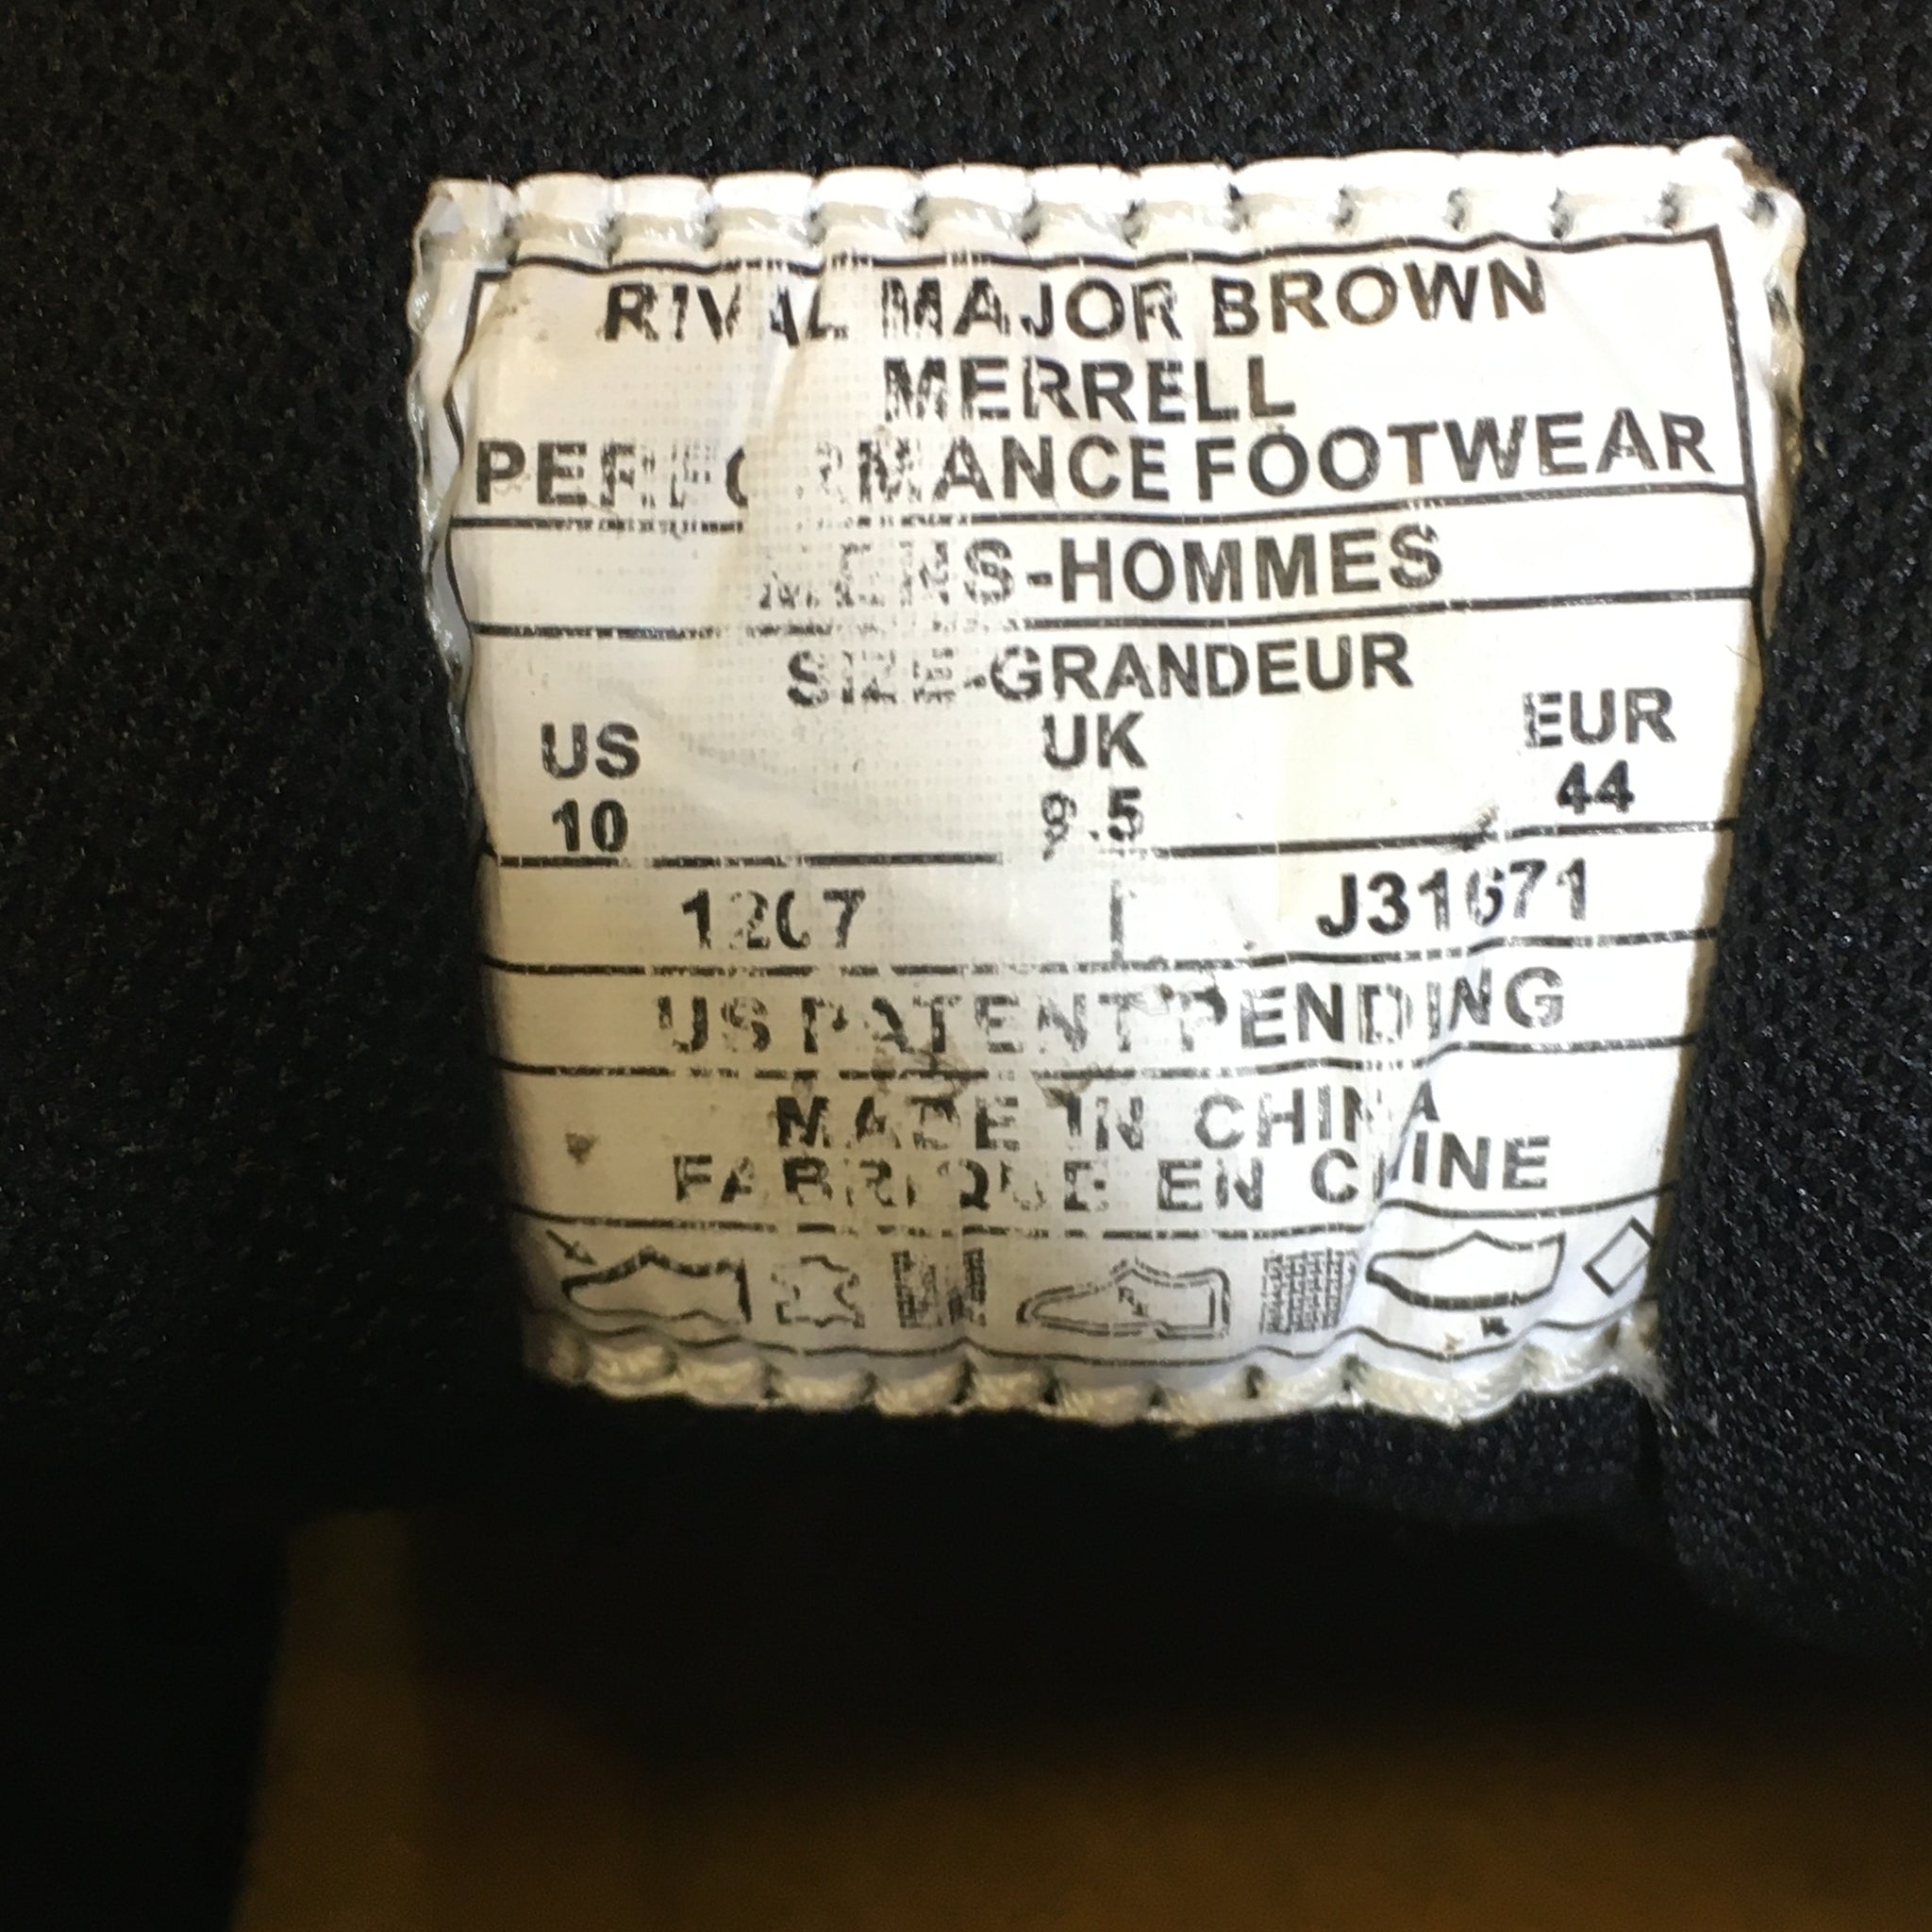 RIVAL MAJOR BROWN
MERRELL
PERFORMANCE FOOTWEAR
MENS-HOMMES
SIZE-GRANDEUR
US UK EUR
10 9.5 44
1207 J31671
US PATENT PENDING
MADE IN CHINA
FABRIQUE EN CHINE